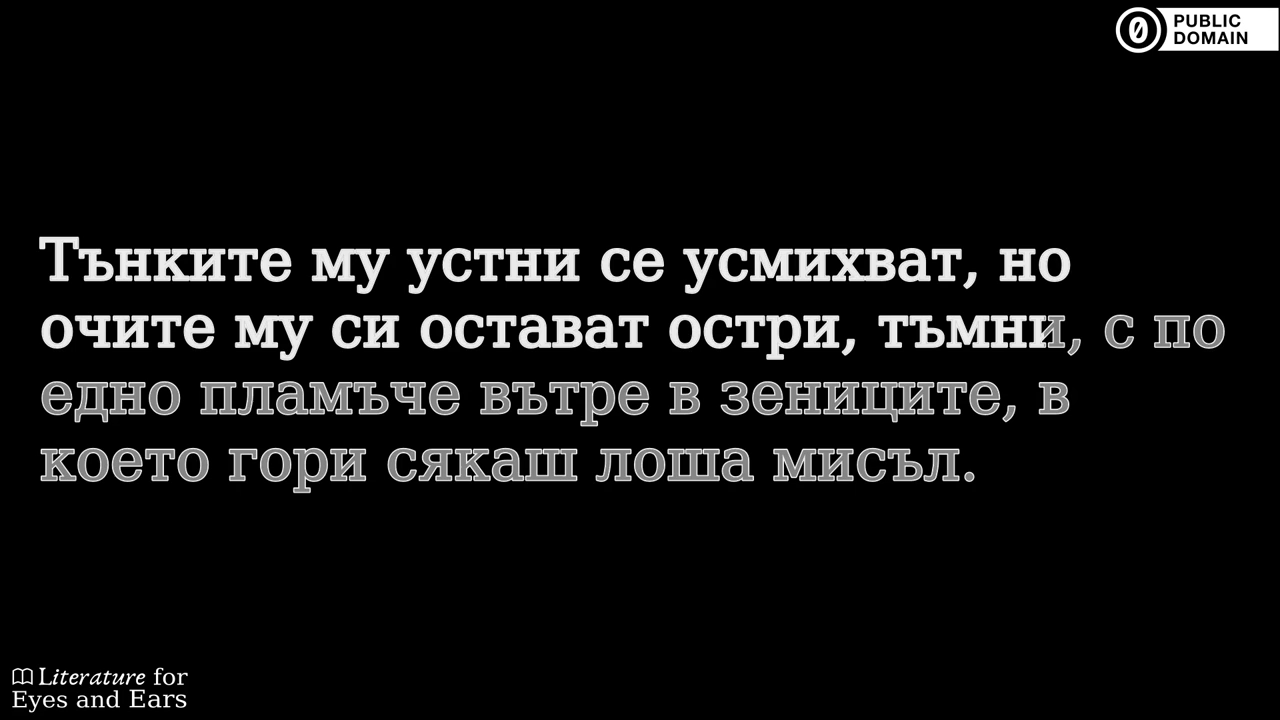 PUBLIC
DOMAIN
Тънките му устни се усмихват, но
очите му си остават остри, тъмни, с по
едно пламъче вътре в зениците, в
което гори сякаш лоша мисъл.
Literature for
Eyes and Ears